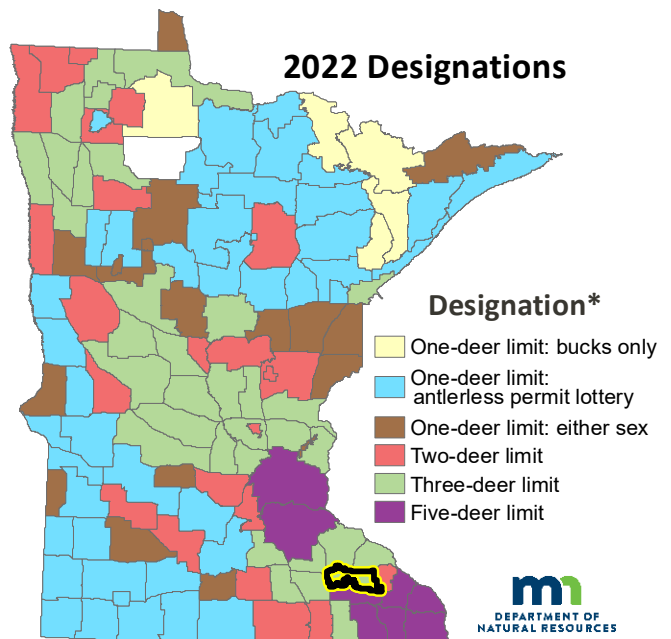 2022 Designations
Designation*
One-deer limit: bucks only
One-deer limit:
antlerless permit lottery
One-deer limit: either sex
Two-deer limit
Three-deer limit
Five-deer limit
mn
DEPARTMENT OF
NATURAL RESOURCES